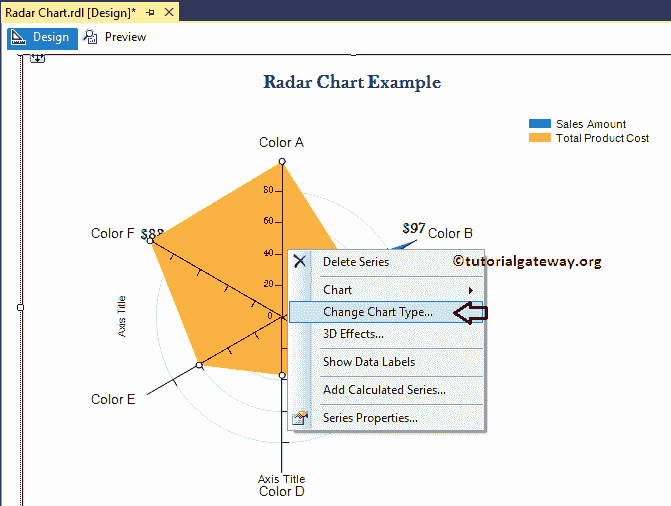 Radar Chart.rdl [Design]*
Design Preview
Radar Chart Example
Sales Amount
Total Product Cost
Color A
80
60
40
20
0
Color F
$97
Color B
©tutorialgateway.org
Delete Series
Chart
Change Chart Type...
3D Effects...
Show Data Labels
Add Calculated Series...
Series Properties...
Axis Title
Color E
Axis Title
Color D